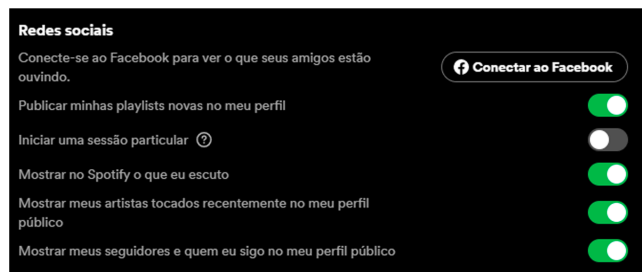 Redes sociais
Conecte-se ao Facebook para ver o que seus amigos estão
ouvindo.
Conectar ao Facebook
Publicar minhas playlists novas no meu perfil
Iniciar uma sessão particular ?
Mostrar no Spotify o que eu escuto
Mostrar meus artistas tocados recentemente no meu perfil
público
Mostrar meus seguidores e quem eu sigo no meu perfil público